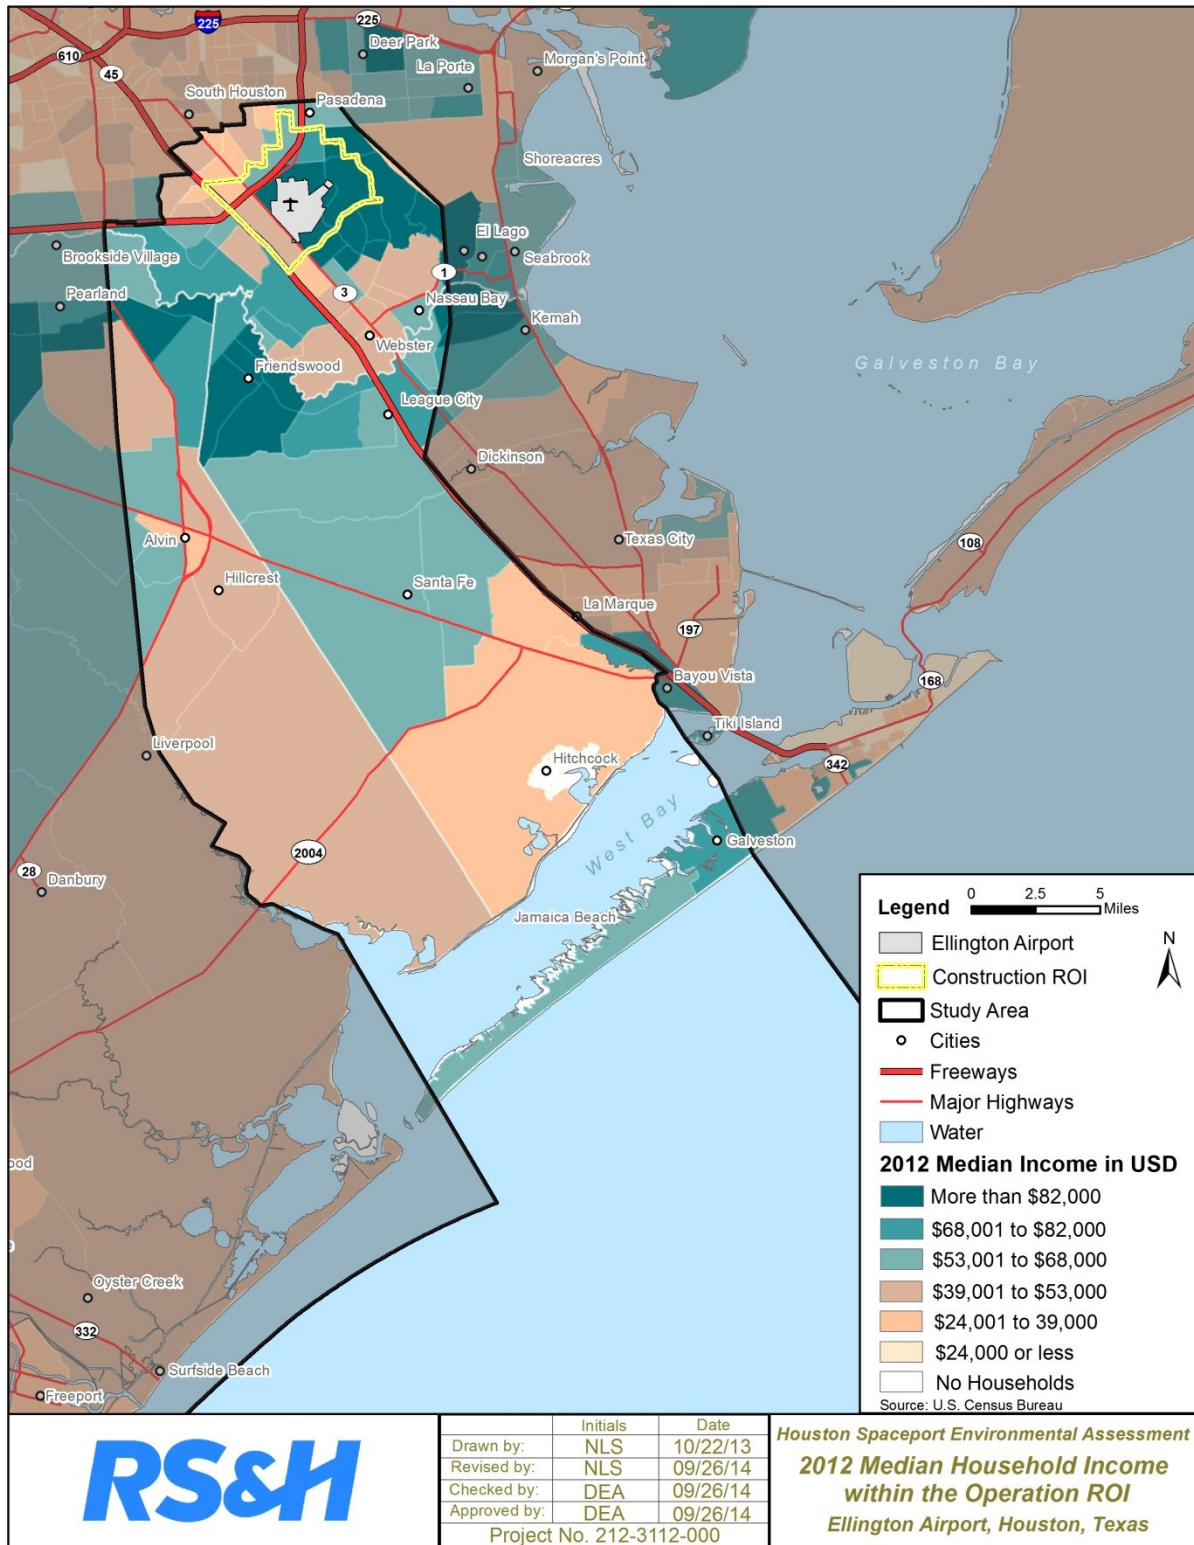 225
225
Deer Park
610
45
La Porte
Morgan's Point
South Houston
Pasadena
Shoreacres
El Lago
Brookside Village
Seabrook
1
3
Nassau Bay
Pearland
Kemah
Webster
Galveston Bay
Friendswood
League City
Dickinson
Alvin
Texas City
108
Hillcrest
Santa Fe
La Marque
197
Bayou Vista
168
Tiki Island
Liverpool
Hitchcock
342
West Bay
Galveston
2004
28
Danbury
Jamaica Beach
ood
e
Oyster Creek
332
Surfside Beach
Freeport
Legend
0 2.5 5
Miles
N
Ellington Airport
Construction ROI
Study Area
Cities
Freeways
Major Highways
Water
2012 Median Income in USD
More than $82,000
$68,001 to $82,000
$53,001 to $68,000
$39,001 to $53,000
$24,001 to 39,000
$24,000 or less
No Households
Source: U.S. Census Bureau
RS&H
Initials Date
Drawn by: NLS 10/22/13
Revised by: NLS 09/26/14
Checked by: DEA 09/26/14
Approved by: DEA 09/26/14
Project No. 212-3112-000
Houston Spaceport Environmental Assessment
2012 Median Household Income
within the Operation ROI
Ellington Airport, Houston, Texas